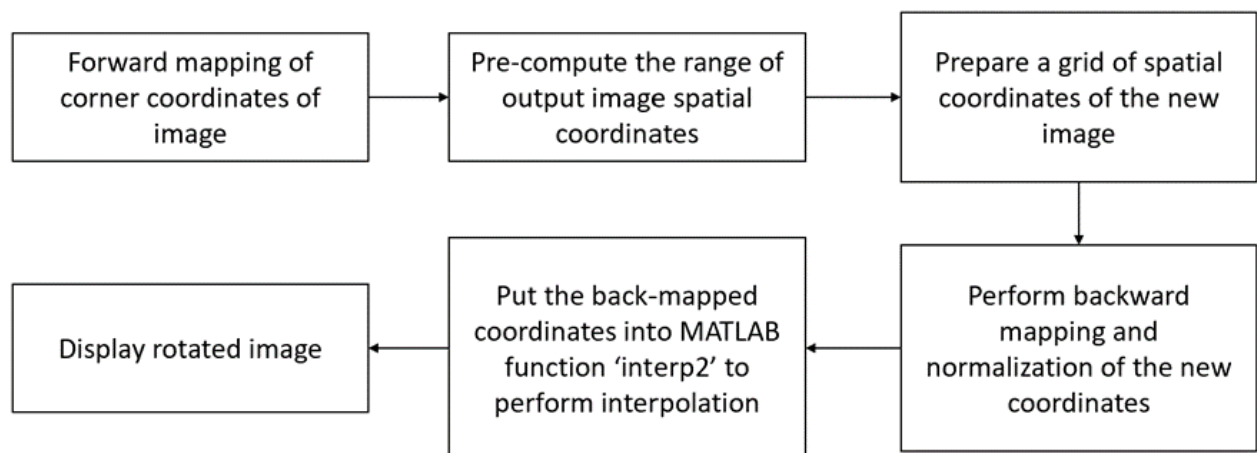 Forward mapping of
corner coordinates of
image
Pre-compute the range of
output image spatial
coordinates
Prepare a grid of spatial
coordinates of the new
image
Perform backward
mapping and
normalization of the new
coordinates
Put the back-mapped
coordinates into MATLAB
function ‘interp2’ to
perform interpolation
Display rotated image